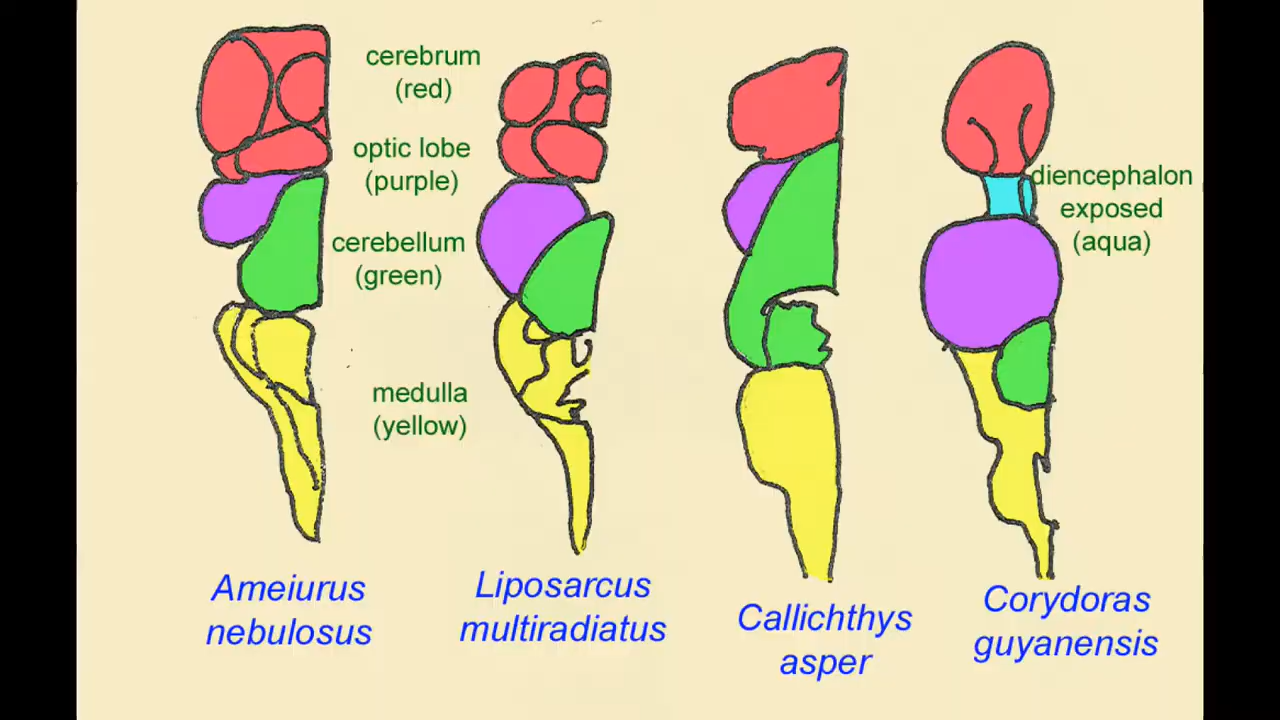 cerebrum
(red)
optic lobe
(purple)
cerebellum
(green)
medulla
(yellow)
diencephalon
exposed
(aqua)
Ameiurus
nebulosus
Liposarcus
multiradiatus
Callichthys
asper
Corydoras
guyanensis